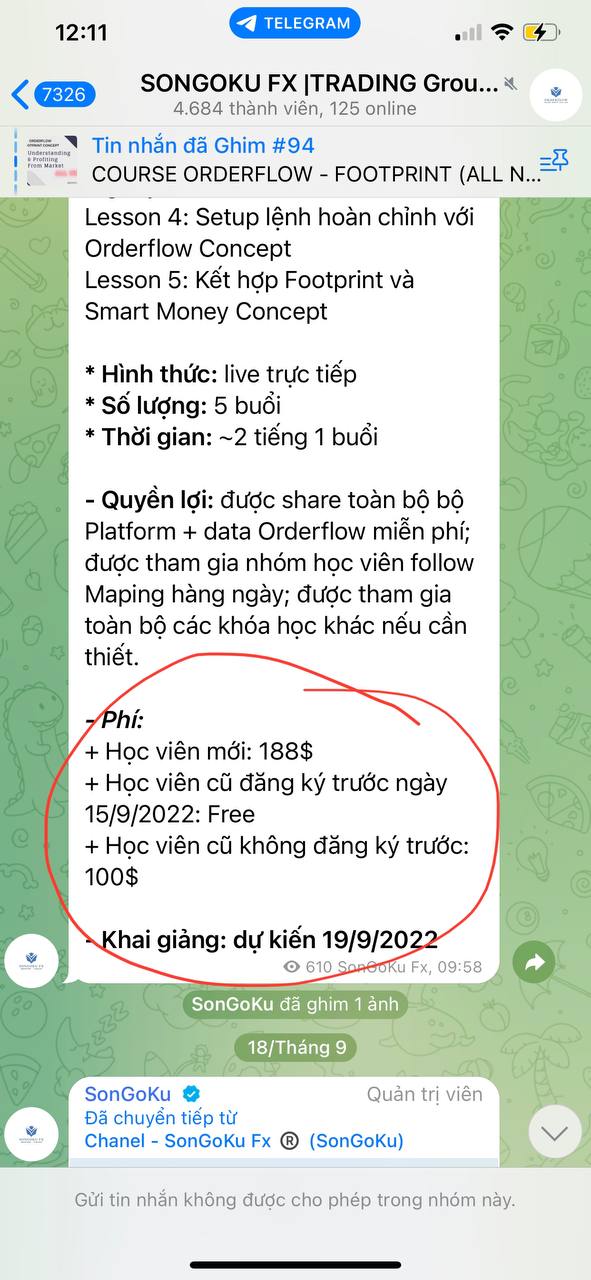 12:11
TELEGRAM
7326
SONGOKU FX |TRADING Grou...
4.684 thành viên, 125 online
ORDERFLOW
Understanding
& Profiting
From Market
Tin nhắn đã Ghim #94
COURSE ORDERFLOW - FOOTPRINT (ALL N...
Lesson 4: Setup lệnh hoàn chỉnh với
Orderflow Concept
Lesson 5: Kết hợp Footprint và
Smart Money Concept
* Hình thức: live trực tiếp
* Số lượng: 5 buổi
* Thời gian: ~2 tiếng 1 buổi
- Quyền lợi: được share toàn bộ bộ
Platform + data Orderflow miễn phí;
được tham gia nhóm học viên follow
Maping hàng ngày; được tham gia
toàn bộ các khóa học khác nếu cần
thiết.
- Phí:
+ Học viên mới: 188$
+ Học viên cũ đăng ký trước ngày
15/9/2022: Free
+ Học viên cũ không đăng ký trước:
100$
- Khai giảng: dự kiến 19/9/2022
610 SonGoKu Fx, 09:58
SonGoKu đã ghim 1 ảnh
18/Tháng 9
SonGoKu Quản trị viên
Đã chuyển tiếp từ
Chanel - SonGoKu Fx ® (SonGoKu)
Gửi tin nhắn không được cho phép trong nhóm này.